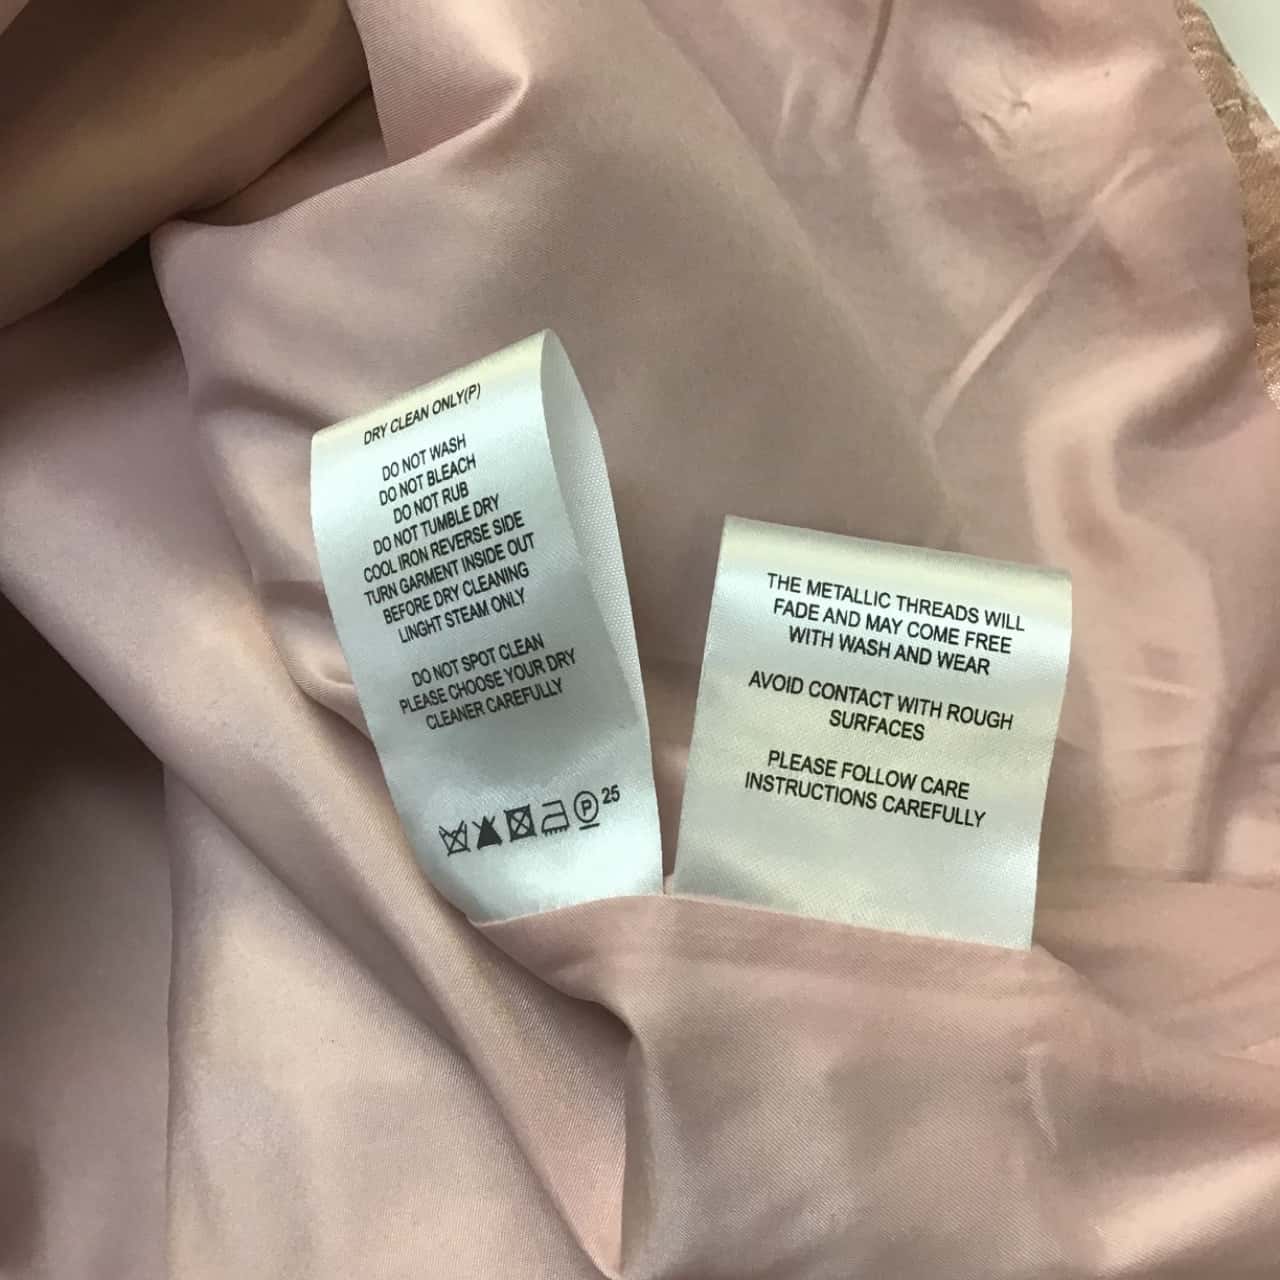 DRY CLEAN ONLY(P)
DO NOT WASH
DO NOT BLEACH
DO NOT RUB
DO NOT TUMBLE DRY
COOL IRON REVERSE SIDE
TURN GARMENT INSIDE OUT
BEFORE DRY CLEANING
LINGHT STEAM ONLY
DO NOT SPOT CLEAN
PLEASE CHOOSE YOUR DRY
CLEANER CAREFULLY
P 25
THE METALLIC THREADS WILL
FADE AND MAY COME FREE
WITH WASH AND WEAR
AVOID CONTACT WITH ROUGH
SURFACES
PLEASE FOLLOW CARE
INSTRUCTIONS CAREFULLY